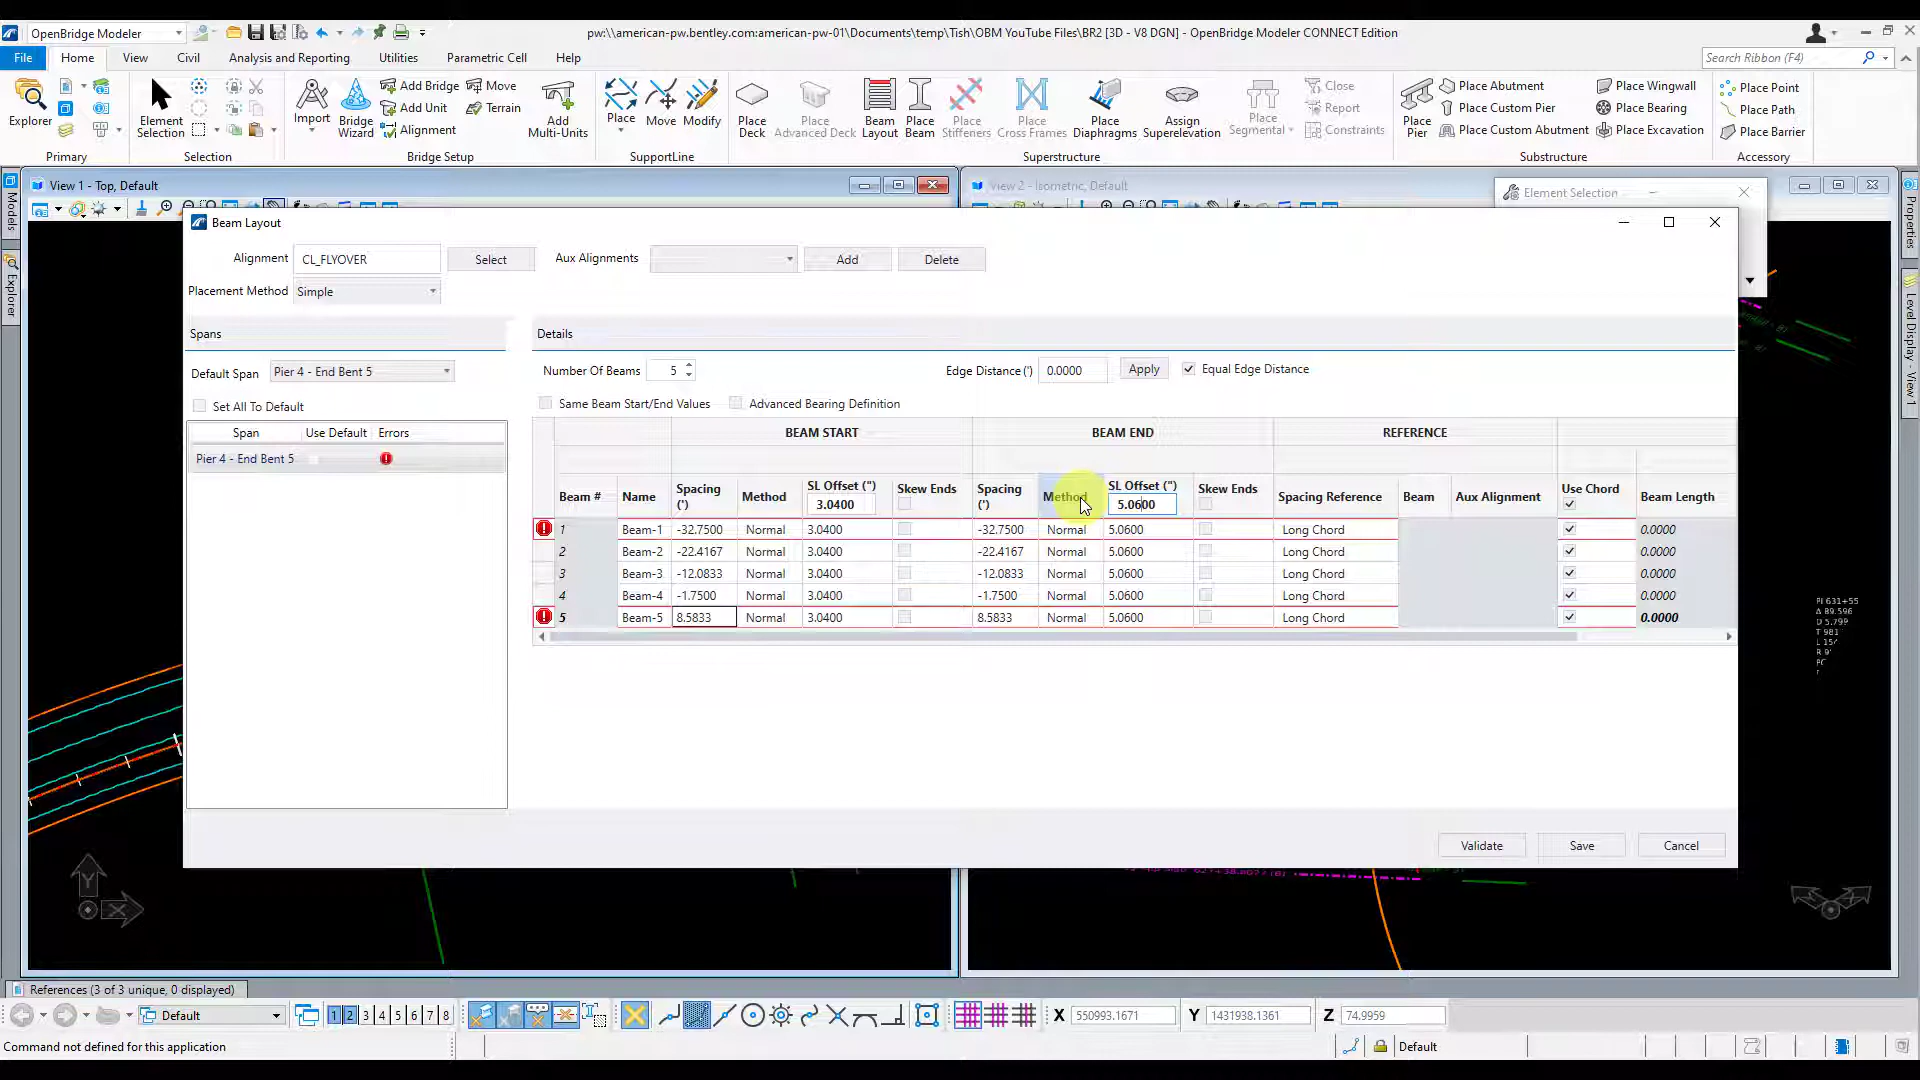 OpenBridge Modeler
pw:\\american-pw.bentley.com:american-pw-01\Documents\temp\Tish\OBM YouTube Files\BR2 [3D - V8 DGN] - OpenBridge Modeler CONNECT Edition
File Home View Civil Analysis and Reporting Utilities Parametric Cell Help
Search Ribbon (F4)
Explorer
Primary
Element Selection
Selection
Import
Bridge Wizard
Add Bridge
Add Unit
Alignment
Move
Terrain
Add Multi-Units
Bridge Setup
Place
Move
Modify
SupportLine
Place Deck
Place Advanced Deck
Beam Layout
Place Beam
Place Stiffeners
Place Cross Frames
Place Diaphragms
Assign Superelevation
Place Segmental
Close
Report
Constraints
Superstructure
Place Pier
Place Abutment
Place Custom Pier
Place Custom Abutment
Place Wingwall
Place Bearing
Place Excavation
Substructure
Place Point
Place Path
Place Barrier
Accessory
View 1 - Top, Default
View 2 - Isometric, Default
Element Selection
Models
Explorer
Properties
Level Display - View 1
Beam Layout
Alignment CL_FLYOVER Select Aux Alignments Add Delete
Placement Method Simple
Spans
Details
Default Span Pier 4 - End Bent 5
Number Of Beams 5 Edge Distance (') 0.0000 Apply Equal Edge Distance
Set All To Default
Same Beam Start/End Values Advanced Bearing Definition
Span Use Default Errors
Pier 4 - End Bent 5
BEAM START BEAM END REFERENCE
Beam # Name Spacing (') Method SL Offset (") 3.0400 Skew Ends Spacing (') Method SL Offset (") 5.0600 Skew Ends Spacing Reference Beam Aux Alignment Use Chord Beam Length
1 Beam-1 -32.7500 Normal 3.0400 -32.7500 Normal 5.0600 Long Chord 0.0000
2 Beam-2 -22.4167 Normal 3.0400 -22.4167 Normal 5.0600 Long Chord 0.0000
3 Beam-3 -12.0833 Normal 3.0400 -12.0833 Normal 5.0600 Long Chord 0.0000
4 Beam-4 -1.7500 Normal 3.0400 -1.7500 Normal 5.0600 Long Chord 0.0000
5 Beam-5 8.5833 Normal 3.0400 8.5833 Normal 5.0600 Long Chord 0.0000
PI 631+55
Δ 89.596
D 5.799
Validate Save Cancel
Y
X
References (3 of 3 unique, 0 displayed)
Default
1 2 3 4 5 6 7 8
X 550993.1671 Y 1431938.1361 Z 74.9959
Command not defined for this application
Default